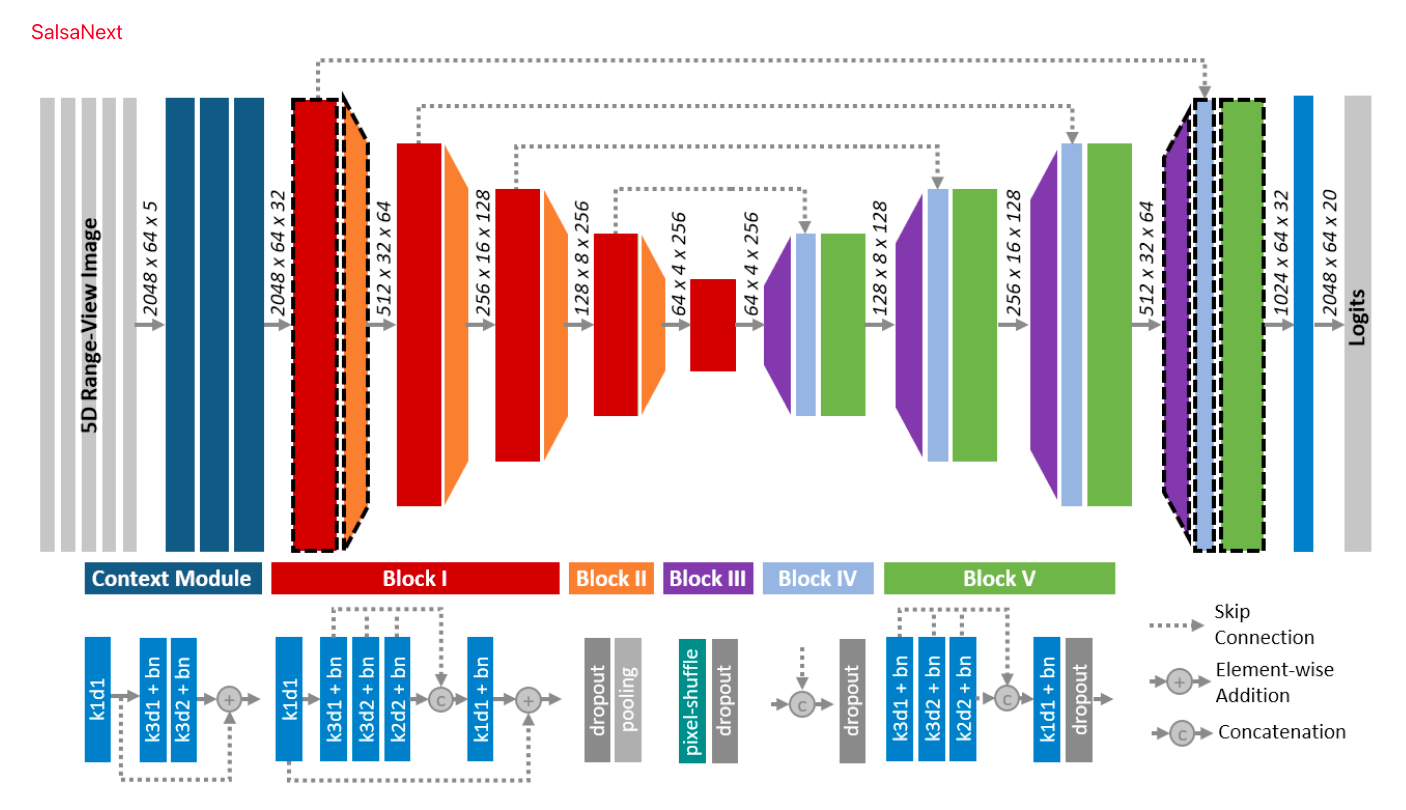 SalsaNext
5D Range-View Image
2048 x 64 x 5
2048 x 64 x 32
512 x 32 x 64
256 x 16 x 128
128 x 8 x 256
64 x 4 x 256
64 x 4 x 256
128 x 8 x 128
256 x 16 x 128
512 x 32 x 64
1024 x 64 x 32
2048 x 64 x 20
Logits
Context Module
Block I
Block II
Block III
Block IV
Block V
k1d1
k3d1 + bn
k3d2 + bn
+
k1d1
k3d1 + bn
k3d2 + bn
k2d2 + bn
C
k1d1 + bn
+
dropout
pooling
pixel-shuffle
dropout
C
dropout
k3d1 + bn
k3d2 + bn
k2d2 + bn
C
k1d1 + bn
dropout
Skip
Connection
+
Element-wise
Addition
C
Concatenation